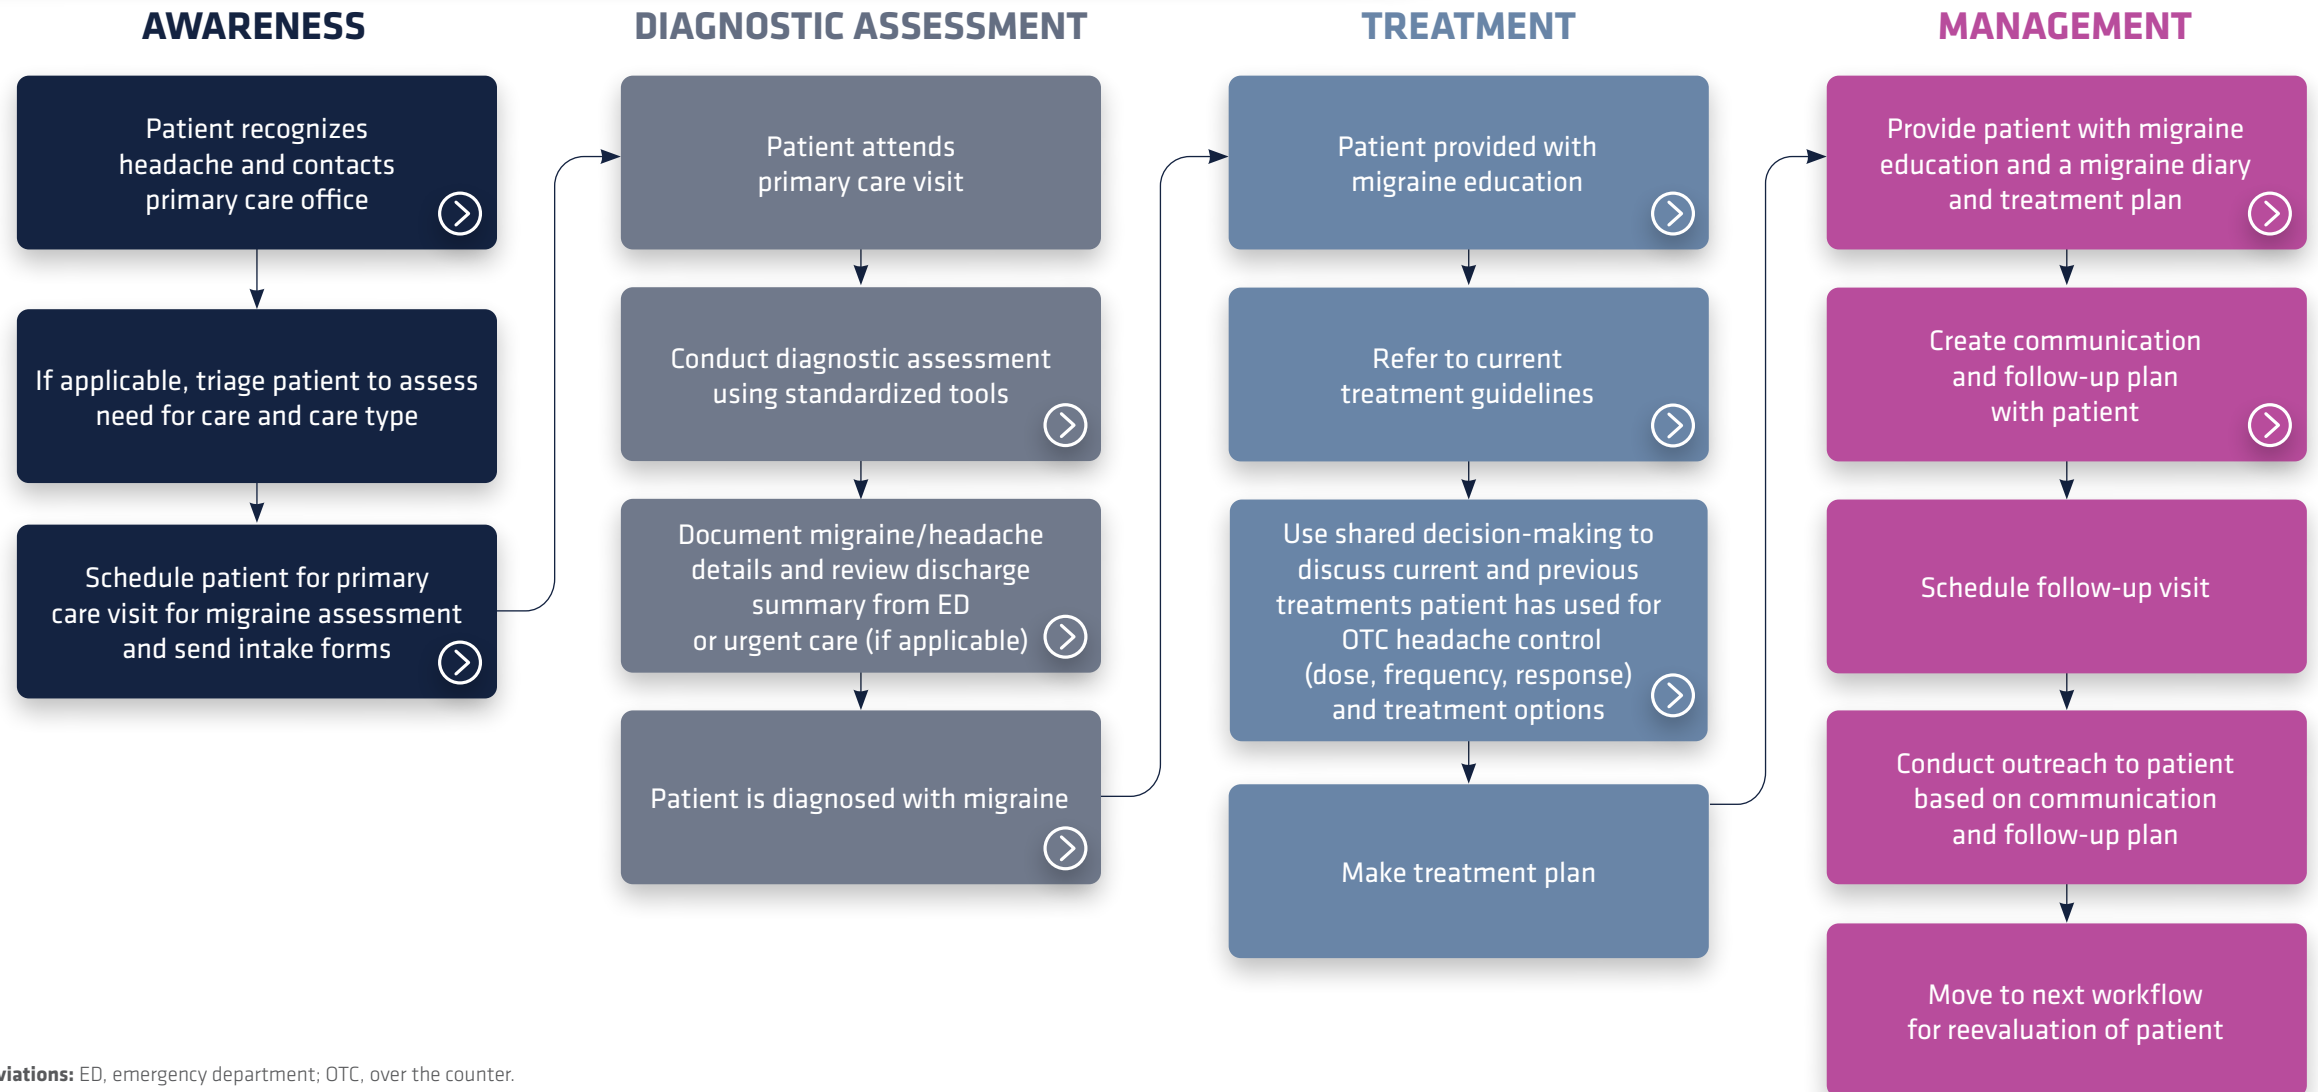 AWARENESS
Patient recognizes
headache and contacts
primary care office
If applicable, triage patient to assess
need for care and care type
Schedule patient for primary
care visit for migraine assessment
and send intake forms
DIAGNOSTIC ASSESSMENT
Patient attends
primary care visit
Conduct diagnostic assessment
using standardized tools
Document migraine/headache
details and review discharge
summary from ED
or urgent care (if applicable)
Patient is diagnosed with migraine
TREATMENT
Patient provided with
migraine education
Refer to current
treatment guidelines
Use shared decision-making to
discuss current and previous
treatments patient has used for
OTC headache control
(dose, frequency, response)
and treatment options
Make treatment plan
MANAGEMENT
Provide patient with migraine
education and a migraine diary
and treatment plan
Create communication
and follow-up plan
with patient
Schedule follow-up visit
Conduct outreach to patient
based on communication
and follow-up plan
Move to next workflow
for reevaluation of patient
viations: ED, emergency department; OTC, over the counter.